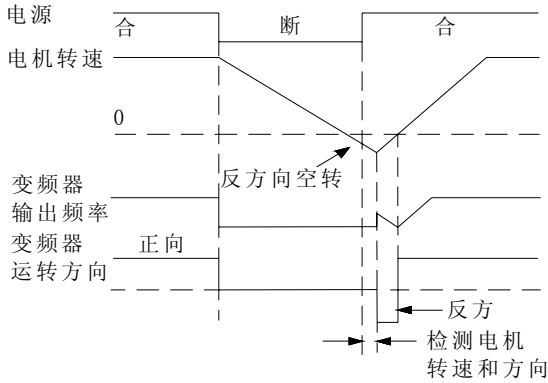 电源
合
断
合
电机转速
0
反方向空转
变频器
输出频率
变频器
运转方向
正向
反方
检测电机
转速和方向